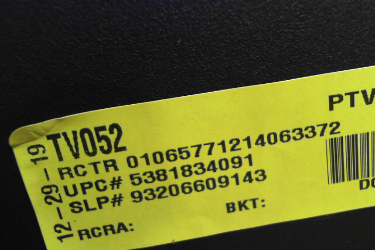 PTV
12-29-19
TV052
RCTR 01065771214063372
UPC# 5381834091
SLP# 93206609143
RCRA:
BKT: